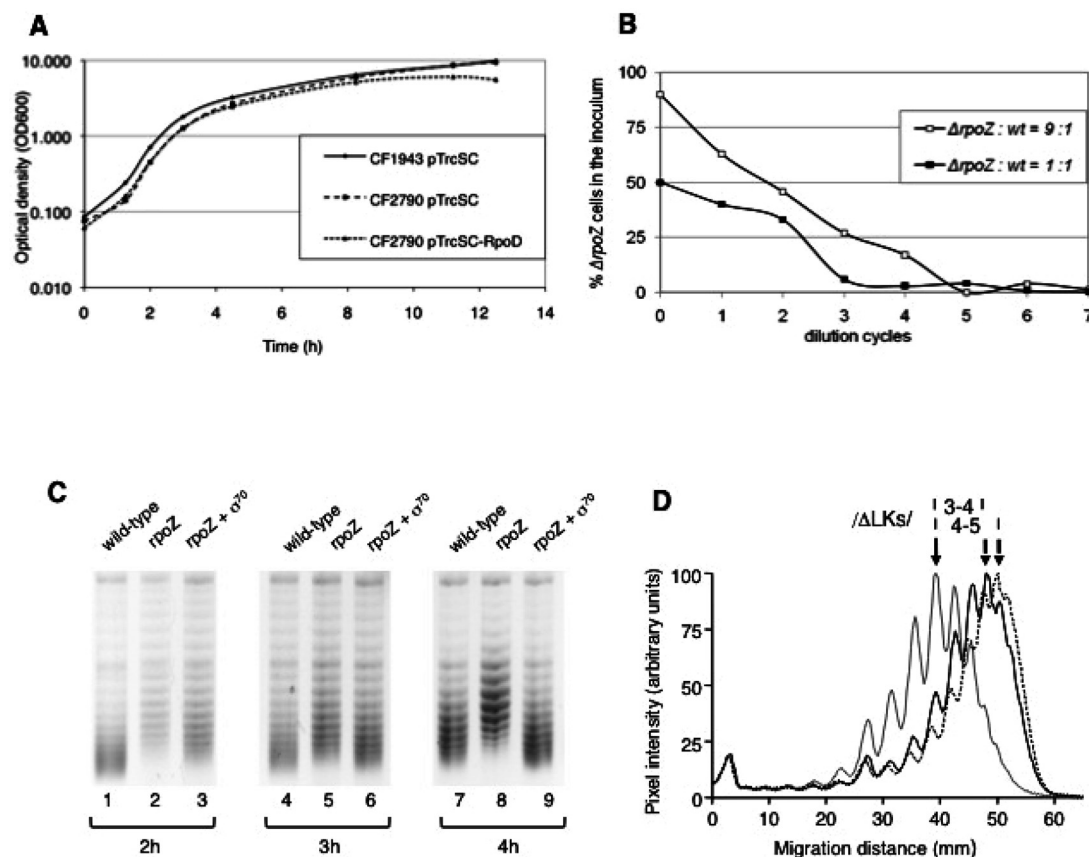 A
Optical density (OD600)
10.000
1.000
0.100
0.010
CF1943 pTrcSC
CF2790 pTrcSC
CF2790 pTrcSC-RpoD
0 2 4 6 8 10 12 14
Time (h)
B
% ΔrpoZ cells in the inoculum
100
75
50
25
0
ΔrpoZ : wt = 9 :1
ΔrpoZ : wt = 1 :1
0 1 2 3 4 5 6 7
dilution cycles
C
wild-type rpoZ rpoZ + σ⁷⁰
wild-type rpoZ rpoZ + σ⁷⁰
wild-type rpoZ rpoZ + σ⁷⁰
1 2 3
4 5 6
7 8 9
2h 3h 4h
D
/ΔLKs/
3-4
4-5
Pixel intensity (arbitrary units)
100
75
50
25
0
0 10 20 30 40 50 60
Migration distance (mm)